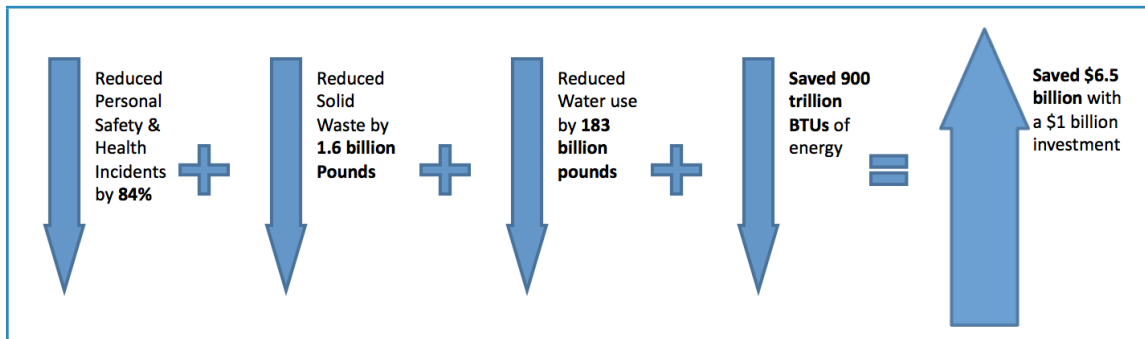 Reduced
Personal
Safety &
Health
Incidents
by 84%
Reduced
Solid
Waste by
1.6 billion
Pounds
Reduced
Water use
by 183
billion
pounds
Saved 900
trillion
BTUs of
energy
Saved $6.5
billion with
a $1 billion
investment